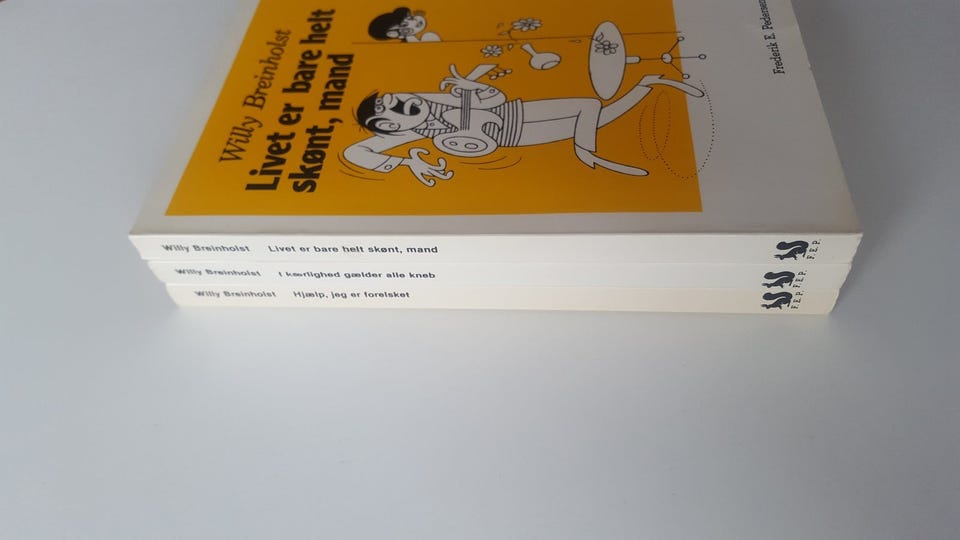 Willy Breinholst
Livet er bare helt
skønt, mand
Frederik E. Pedersen
Willy Breinholst Livet er bare helt skønt, mand F.E.P.
Willy Breinholst I kærlighed gælder alle kneb F.E.P.
Willy Breinholst Hjælp, jeg er forelsket F.E.P.